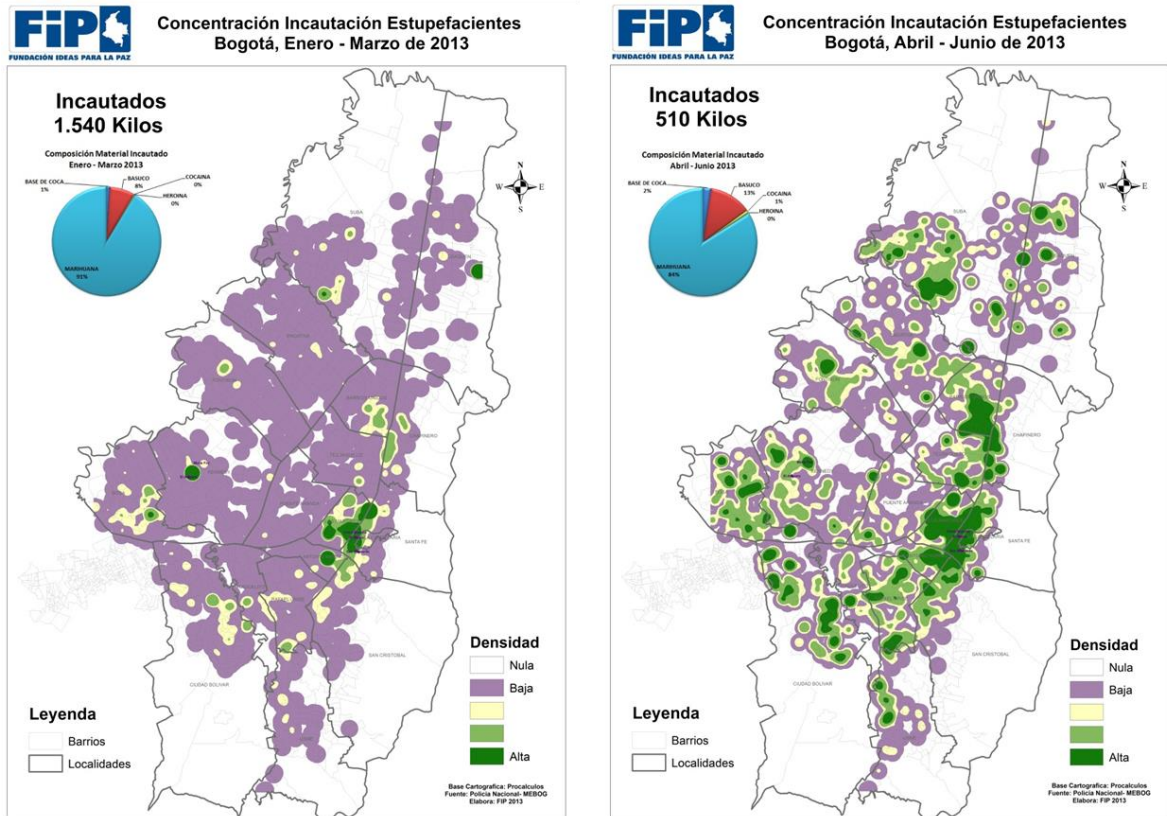 FiP
FUNDACIÓN IDEAS PARA LA PAZ
Concentración Incautación Estupefacientes
Bogotá, Enero - Marzo de 2013
Incautados
1.540 Kilos
Composición Material Incautado
Enero - Marzo 2013
BASE DE COCA
1%
BASUCO
8%
COCAINA
0%
HEROINA
0%
MARIHUANA
91%
N
W
E
S
SUBA
CHAPINERO
SANTA FE
SAN CRISTOBAL
CIUDAD BOLIVAR
Densidad
Nula
Baja
Alta
Leyenda
Barrios
Localidades
Base Cartografica: Procalculos
Fuente: Policía Nacional- MEBOG
Elabora: FIP 2013
FiP
FUNDACIÓN IDEAS PARA LA PAZ
Concentración Incautación Estupefacientes
Bogotá, Abril - Junio de 2013
Incautados
510 Kilos
Composición Material Incautado
Abril - Junio 2013
BASE DE COCA
2%
BASUCO
13%
COCAINA
1%
HEROINA
0%
MARIHUANA
84%
N
W
E
S
SUBA
CHAPINERO
PUENTE ARANDA
SANTA FE
SAN CRISTOBAL
CIUDAD BOLIVAR
Densidad
Nula
Baja
Alta
Leyenda
Barrios
Localidades
Base Cartografica: Procalculos
Fuente: Policía Nacional- MEBOG
Elabora: FIP 2013